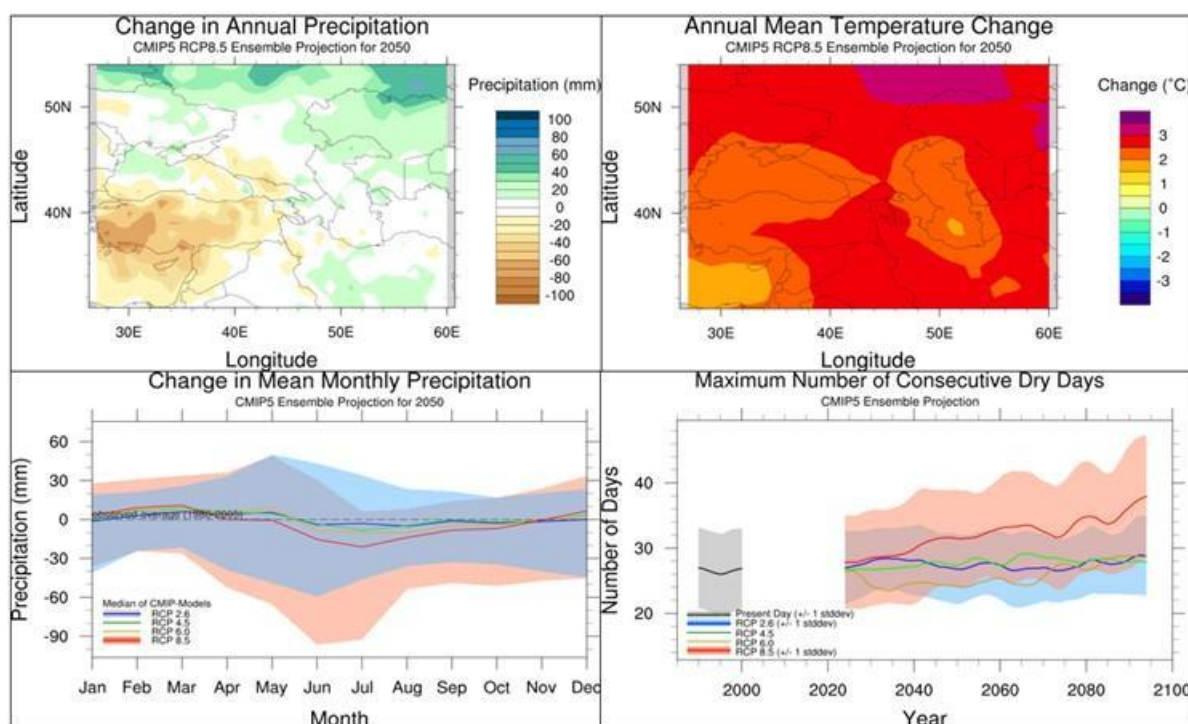 Change in Annual Precipitation
CMIP5 RCP8.5 Ensemble Projection for 2050
Precipitation (mm)
100
80
60
40
20
0
-20
-40
-60
-80
-100
Latitude
50N
40N
30E
40E
50E
60E
Longitude
Annual Mean Temperature Change
CMIP5 RCP8.5 Ensemble Projection for 2050
Change (°C)
3
2
1
0
-1
-2
-3
Latitude
50N
40N
30E
40E
50E
60E
Longitude
Change in Mean Monthly Precipitation
CMIP5 Ensemble Projection for 2050
Precipitation (mm)
60
30
0
-30
-60
-90
average
Median of CMIP-Models
RCP 2.6
RCP 4.5
RCP 6.0
RCP 8.5
Jan
Feb
Mar
Apr
May
Jun
Jul
Aug
Sep
Oct
Nov
Dec
Month
Maximum Number of Consecutive Dry Days
CMIP5 Ensemble Projection
Number of Days
40
30
20
Present Day (+/- 1 stddev)
RCP 2.6 (+/- 1 stddev)
RCP 4.5
RCP 6.0
RCP 8.5 (+/- 1 stddev)
2000
2020
2040
2060
2080
2100
Year